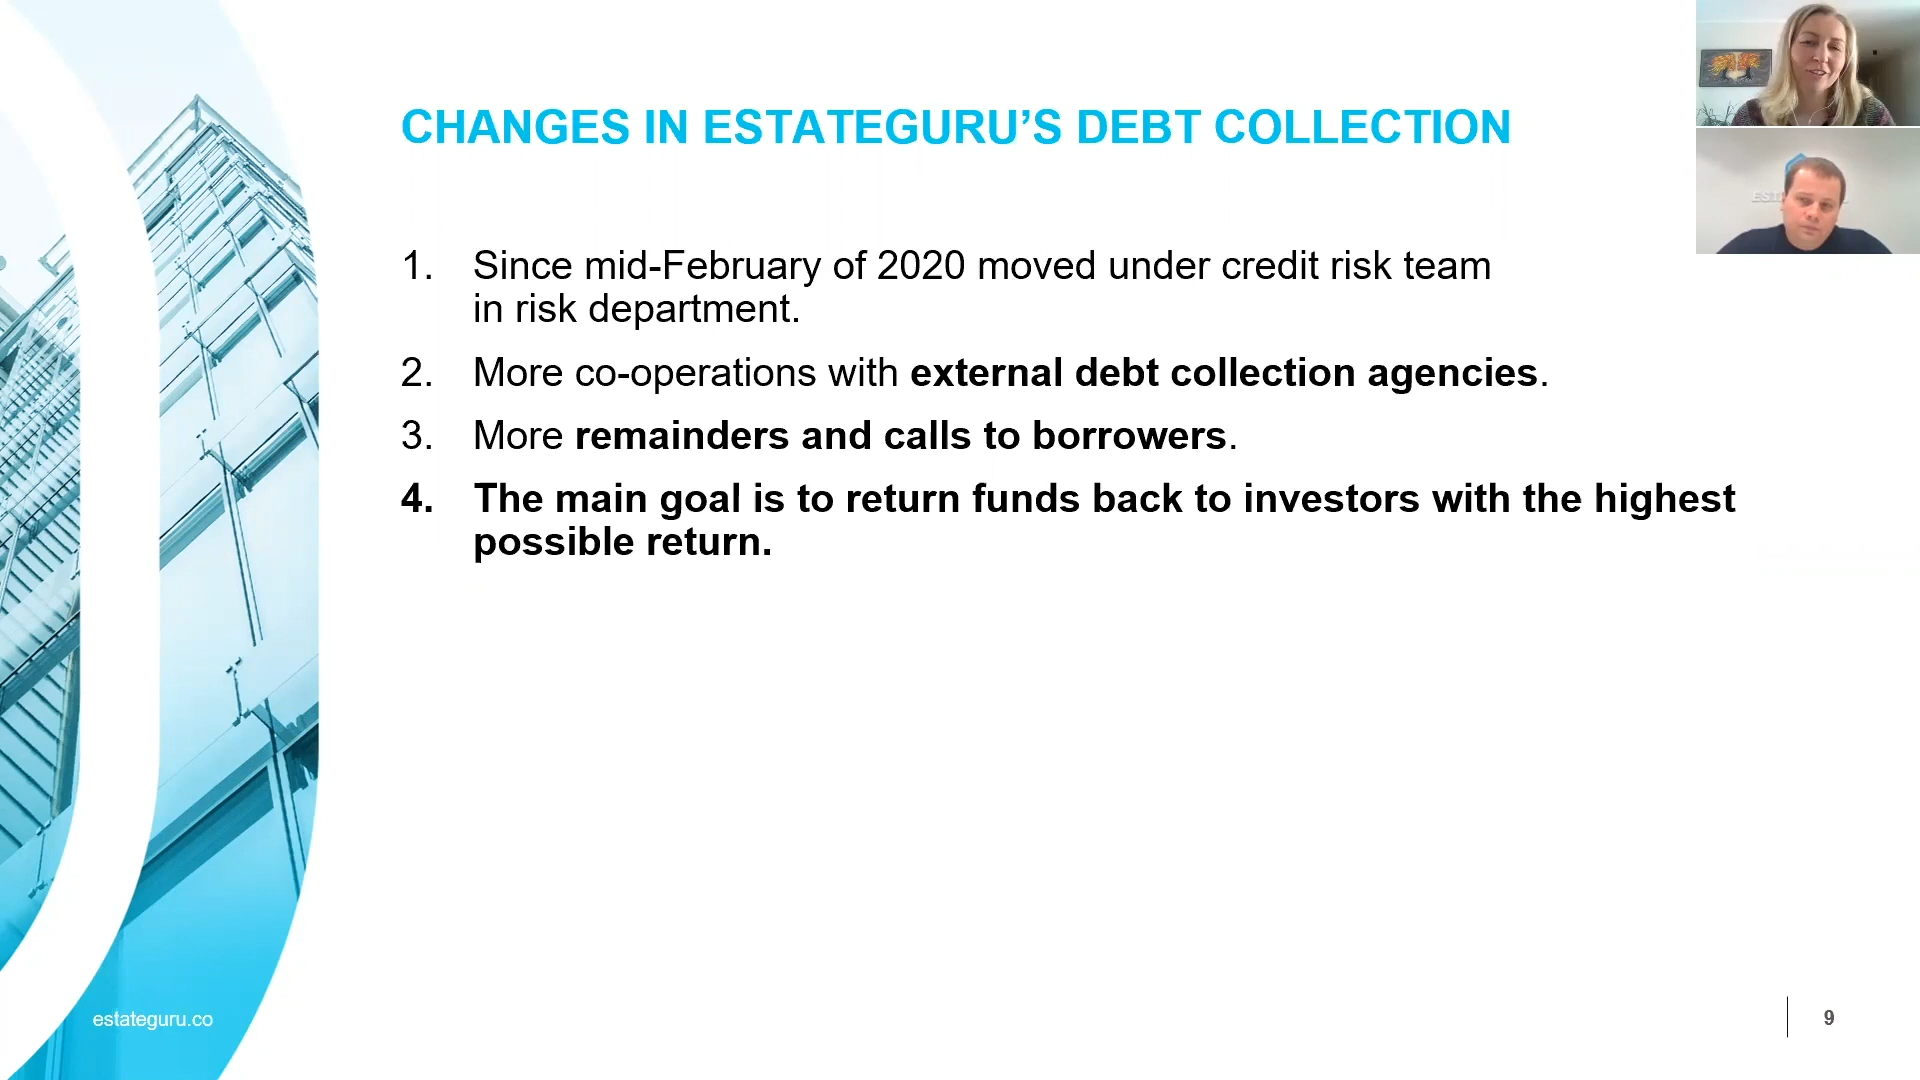 CHANGES IN ESTATEGURU’S DEBT COLLECTION
1. Since mid-February of 2020 moved under credit risk team
in risk department.
2. More co-operations with external debt collection agencies.
3. More remainders and calls to borrowers.
4. The main goal is to return funds back to investors with the highest
possible return.
estateguru.co
9